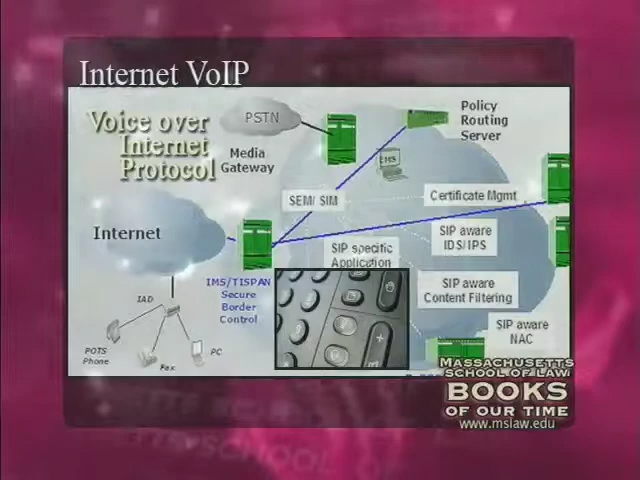 Internet VoIP
Voice over
Internet
Protocol
PSTN
Media
Gateway
Policy
Routing
Server
EMS
SEM/ SIM
Certificate Mgmt
Internet
SIP aware
IDS/IPS
SIP specific
Application
IMS/TISPAN
Secure
Border
Control
SIP aware
Content Filtering
IAD
SIP aware
NAC
POTS
Phone
Fax
PC
MASSACHUSETTS
SCHOOL OF LAW
BOOKS
OF OUR TIME
www.mslaw.edu